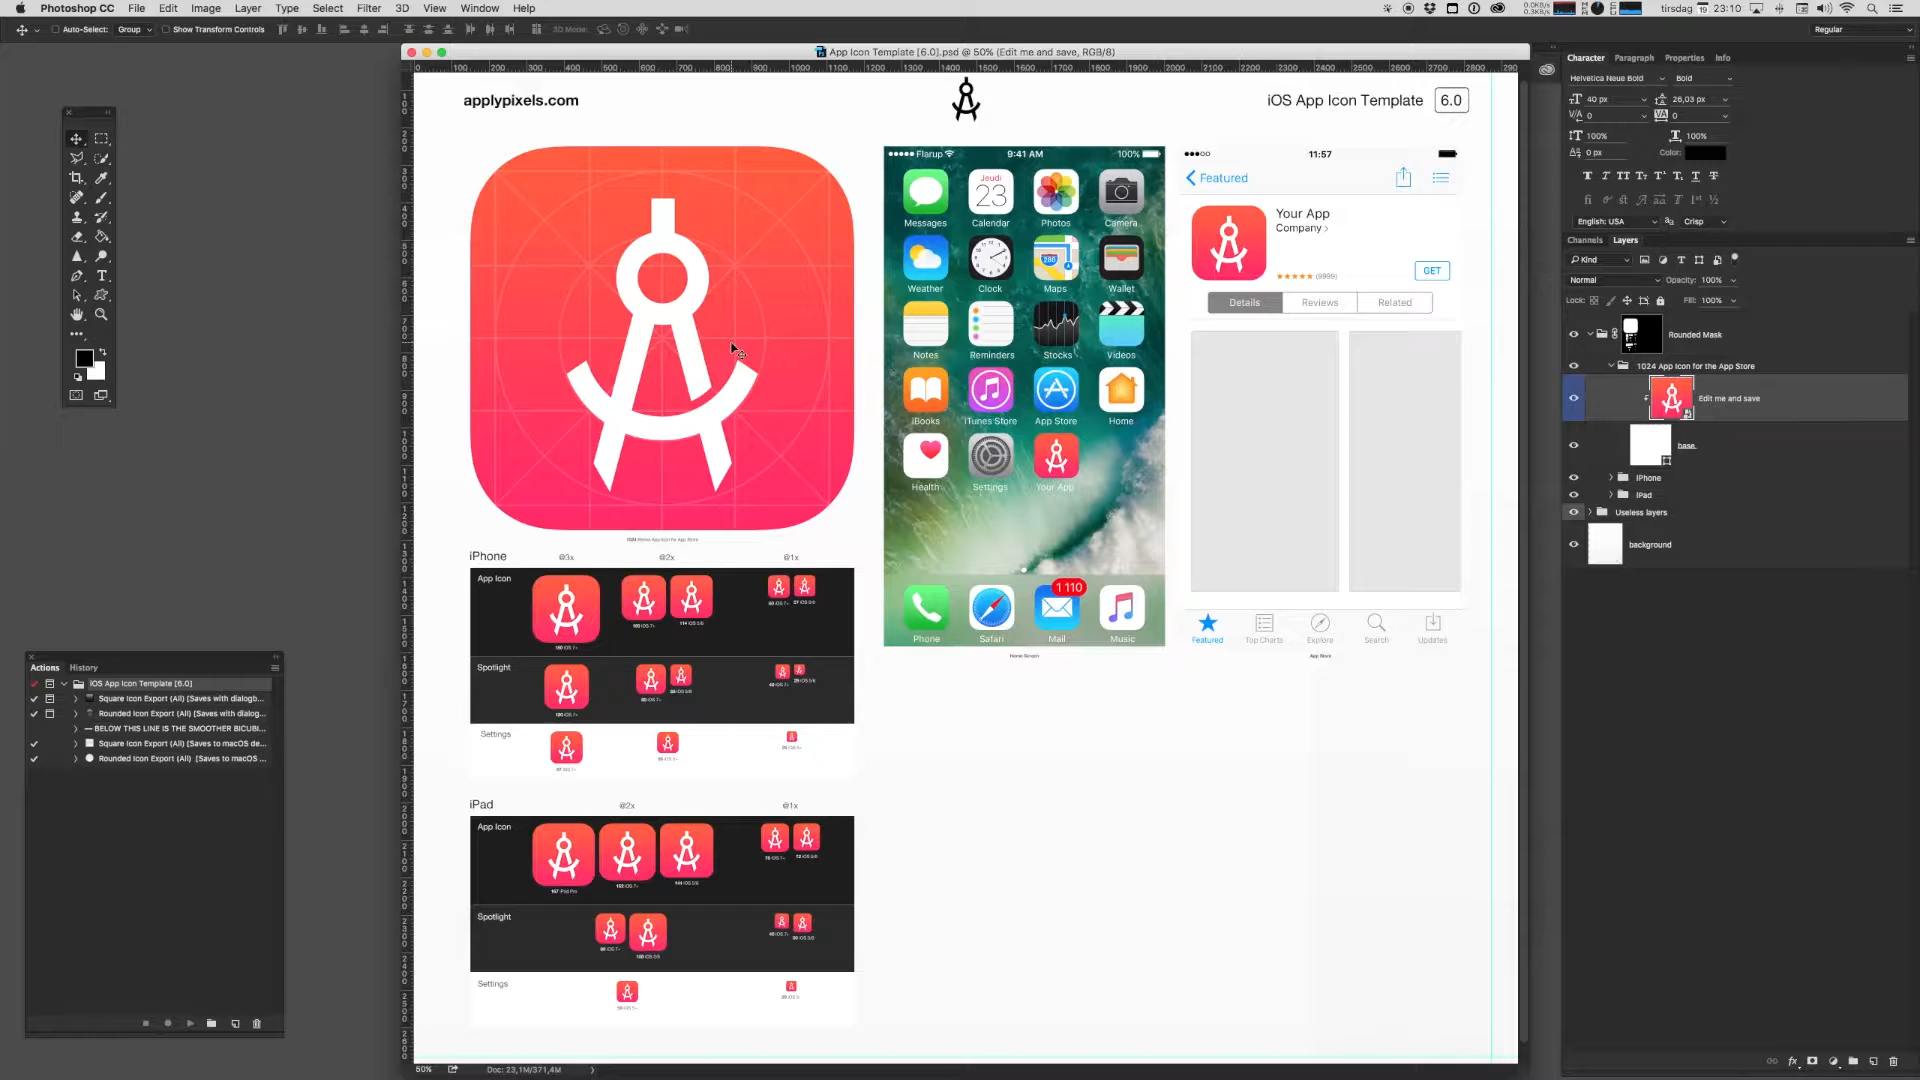 Photoshop CC File Edit Image Layer Type Select Filter 3D View Window Help
tirsdag 19 23:10
Auto-Select: Group Show Transform Controls 3D Mode: Regular
App Icon Template [6.0].psd @ 50% (Edit me and save, RGB/8)
applypixels.com
iOS App Icon Template 6.0
Flarup 9:41 AM 100%
Messages
Jeudi
23
Calendar Photos Camera
Weather Clock Maps Wallet
Notes Reminders Stocks Videos
iBooks iTunes Store App Store Home
Health Settings Your App
1 110
Phone Safari Mail Music
Home Screen
11:57
Featured
Your App
Company
(9999)
GET
Details Reviews Related
Featured Top Charts Explore Search Updates
App Store
iPhone @3x @2x @1x
App Icon
Spotlight
Settings
iPad @2x @1x
App Icon
Spotlight
Settings
50% Doc: 23,1M/371,4M
Actions History
iOS App Icon Template [6.0]
Square Icon Export (All) [Saves with dialogb...
Rounded Icon Export (All) [Saves with dialog...
— BELOW THIS LINE IS THE SMOOTHER BICUBI...
Square Icon Export (All) [Saves to macOS de...
Rounded Icon Export (All) [Saves to macOS ...
Character Paragraph Properties Info
Helvetica Neue Bold Bold
40 px 26,03 px
0 0
100% 100%
0 px Color:
English: USA Crisp
Channels Layers
Kind
Normal Opacity: 100%
Lock: Fill: 100%
Rounded Mask
1024 App Icon for the App Store
Edit me and save
base
iPhone
iPad
Useless layers
background